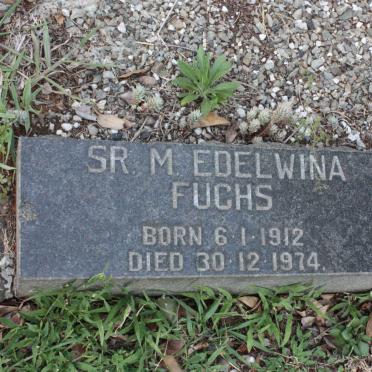 SR. M. EDELWINA
FUCHS
BORN 6·1·1912
DIED 30·12·1974.